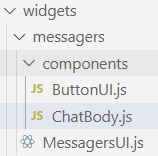 widgets
messagers
components
JS ButtonUI.js
JS ChatBody.js
MessagersUI.js